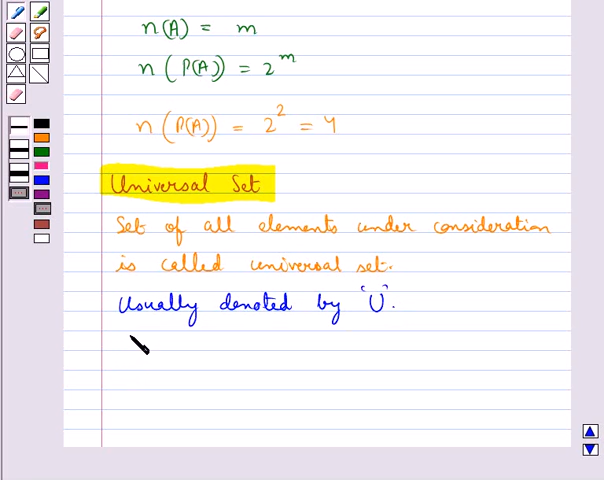 n(A) = m
n(P(A)) = 2^m
n(P(A)) = 2^2 = 4
Universal Set
Set of all elements under consideration
is called universal set.
Usually denoted by 'U'.